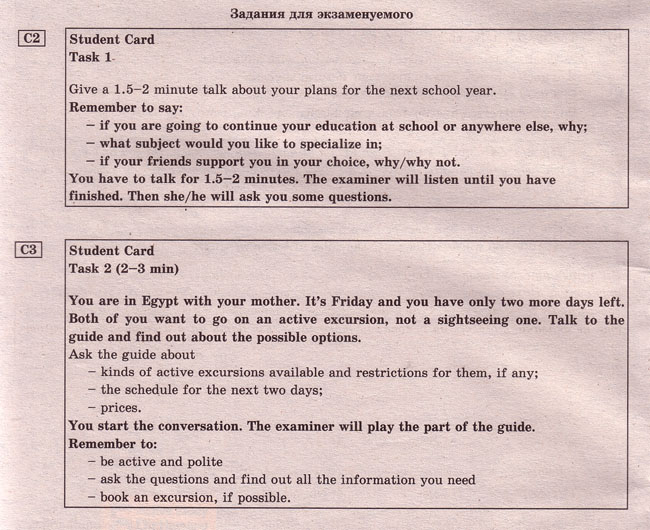 Задания для экзаменуемого
C2
Student Card
Task 1
Give a 1.5–2 minute talk about your plans for the next school year.
Remember to say:
– if you are going to continue your education at school or anywhere else, why;
– what subject would you like to specialize in;
– if your friends support you in your choice, why/why not.
You have to talk for 1.5–2 minutes. The examiner will listen until you have
finished. Then she/he will ask you some questions.
C3
Student Card
Task 2 (2–3 min)
You are in Egypt with your mother. It's Friday and you have only two more days left.
Both of you want to go on an active excursion, not a sightseeing one. Talk to the
guide and find out about the possible options.
Ask the guide about
– kinds of active excursions available and restrictions for them, if any;
– the schedule for the next two days;
– prices.
You start the conversation. The examiner will play the part of the guide.
Remember to:
– be active and polite
– ask the questions and find out all the information you need
– book an excursion, if possible.